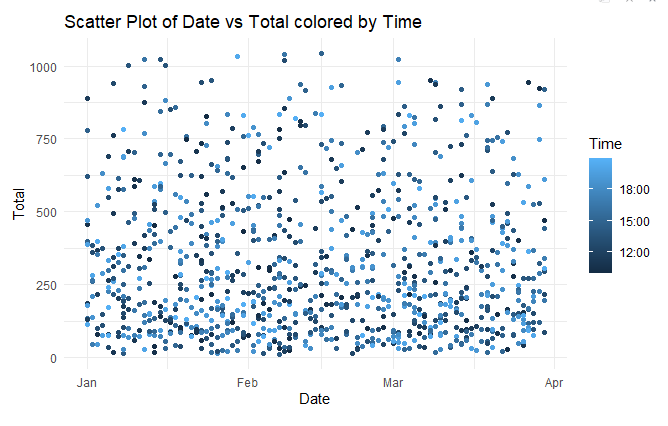 Scatter Plot of Date vs Total colored by Time
1000
750
500
250
0
Total
Jan Feb Mar Apr
Date
Time
18:00
15:00
12:00